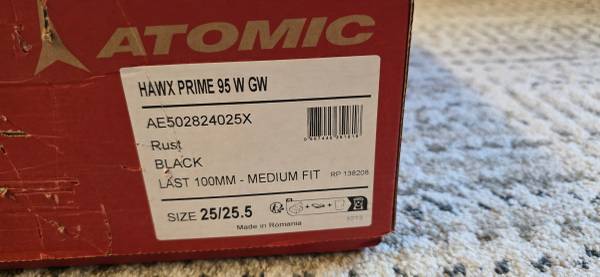 ATOMIC
HAWX PRIME 95 W GW
AE502824025X
Rust
BLACK
LAST 100MM - MEDIUM FIT RP 138208
SIZE 25/25.5
Made in Romania